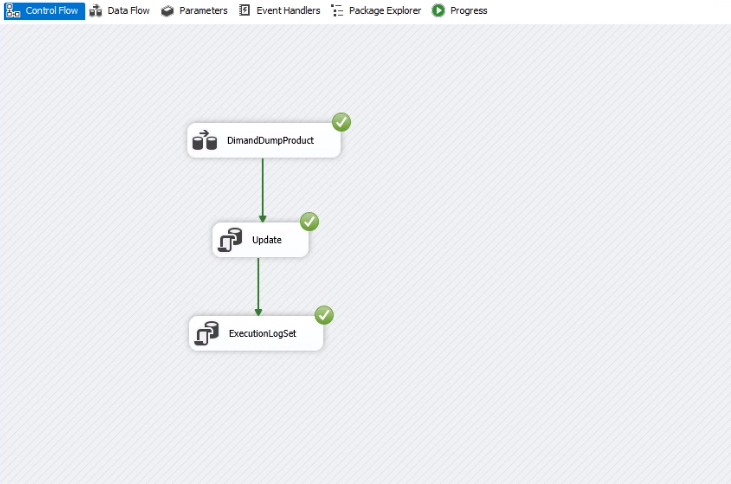 Control Flow Data Flow Parameters Event Handlers Package Explorer Progress
DimandDumpProduct
Update
ExecutionLogSet